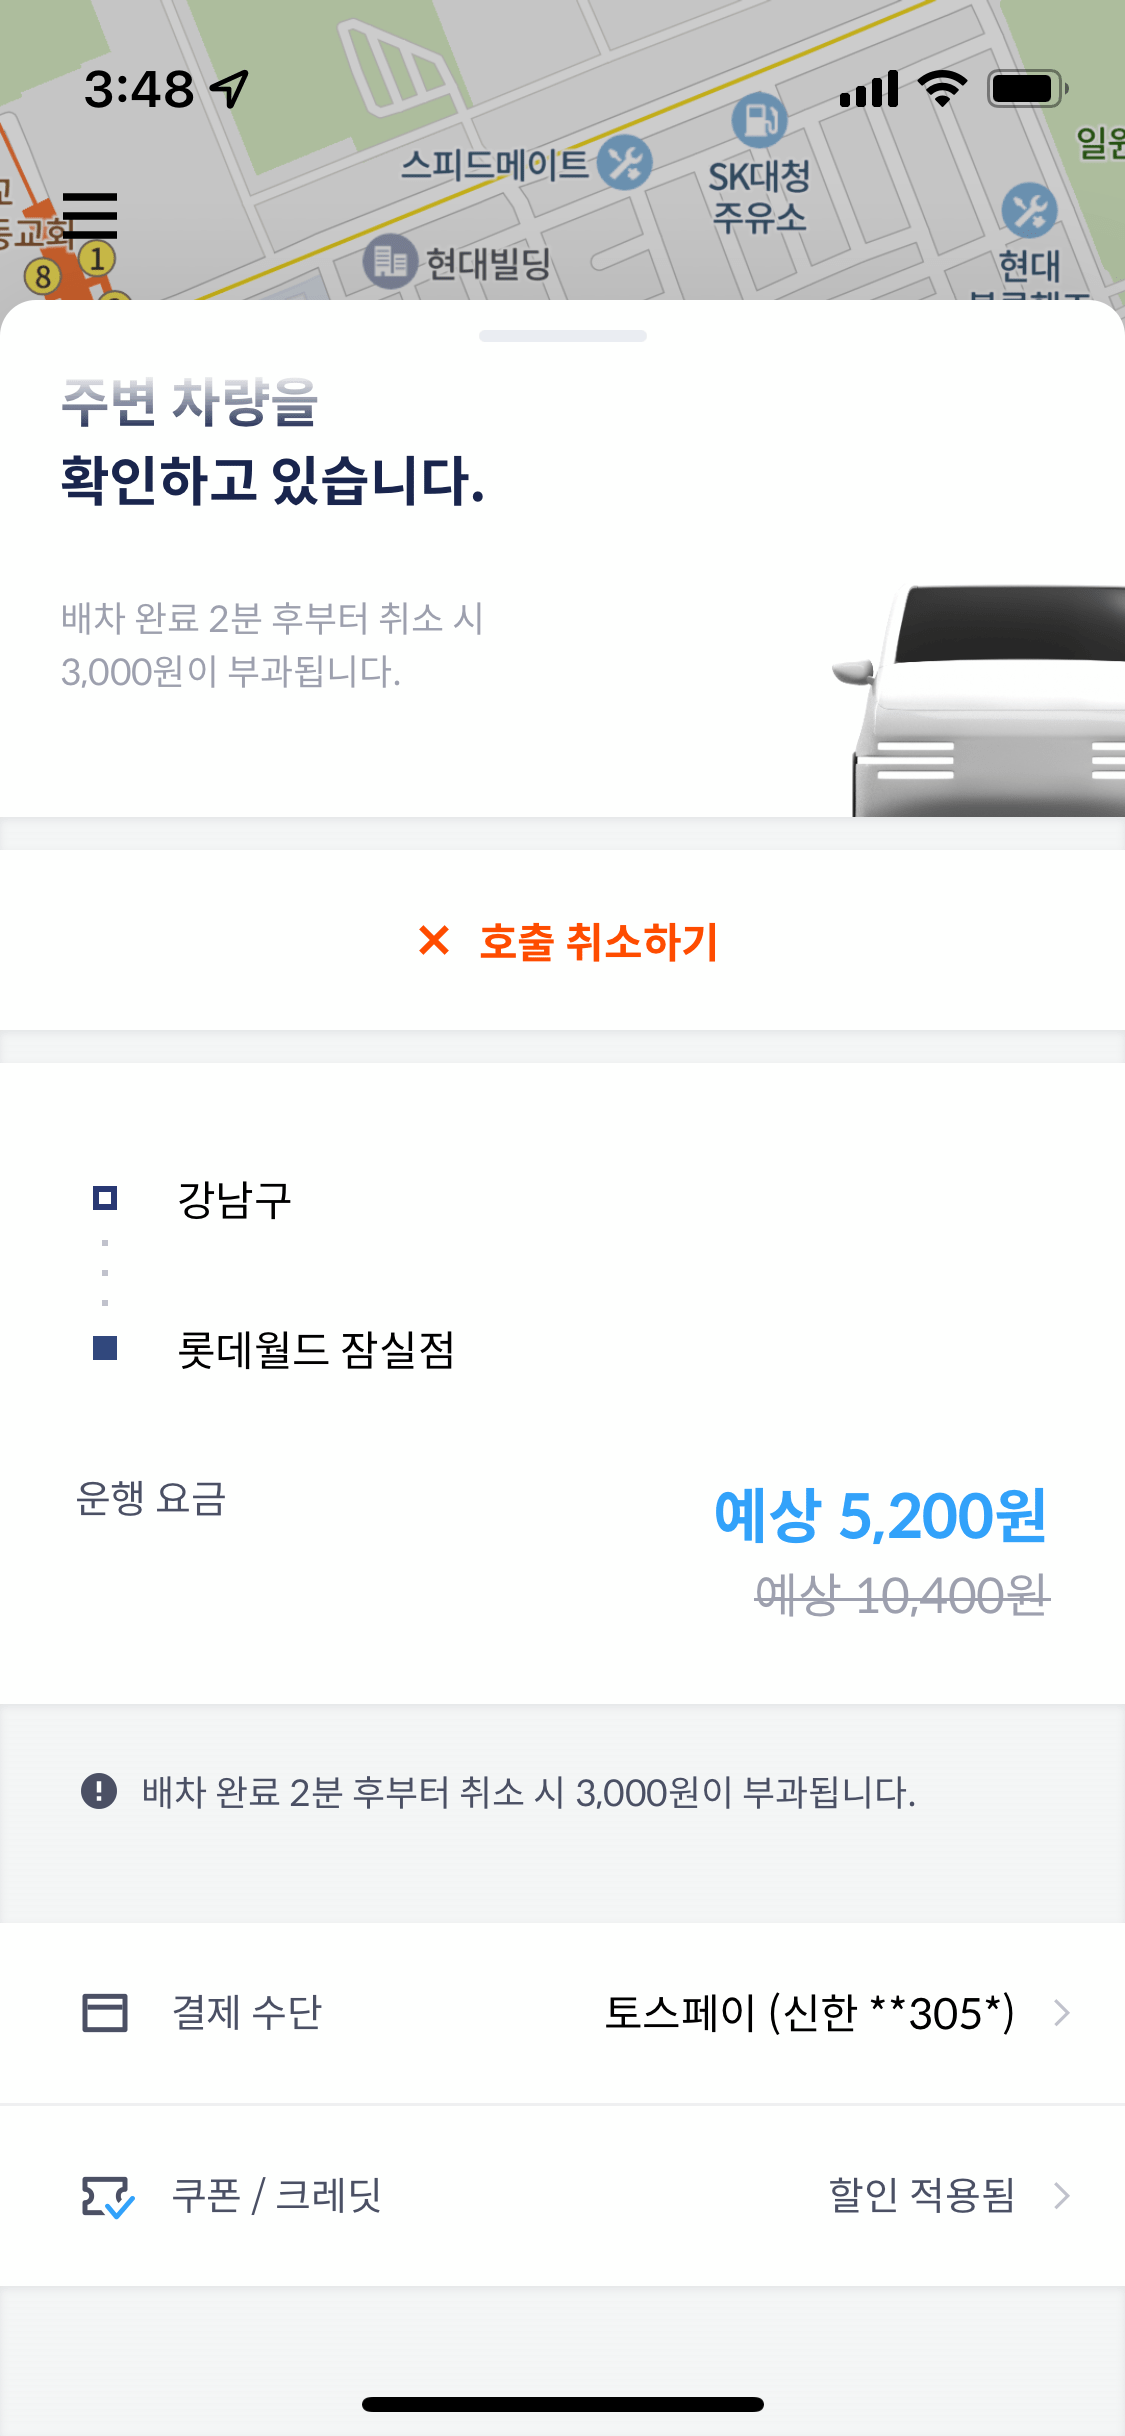 3:48
스피드메이트
SK대청
주유소
일원
현대빌딩
현대
등교회
8
1
주변 차량을
확인하고 있습니다.
배차 완료 2분 후부터 취소 시
3,000원이 부과됩니다.
호출 취소하기
강남구
롯데월드 잠실점
운행 요금
예상 5,200원
예상 10,400원
배차 완료 2분 후부터 취소 시 3,000원이 부과됩니다.
결제 수단
토스페이 (신한 **305*)
쿠폰 / 크레딧
할인 적용됨